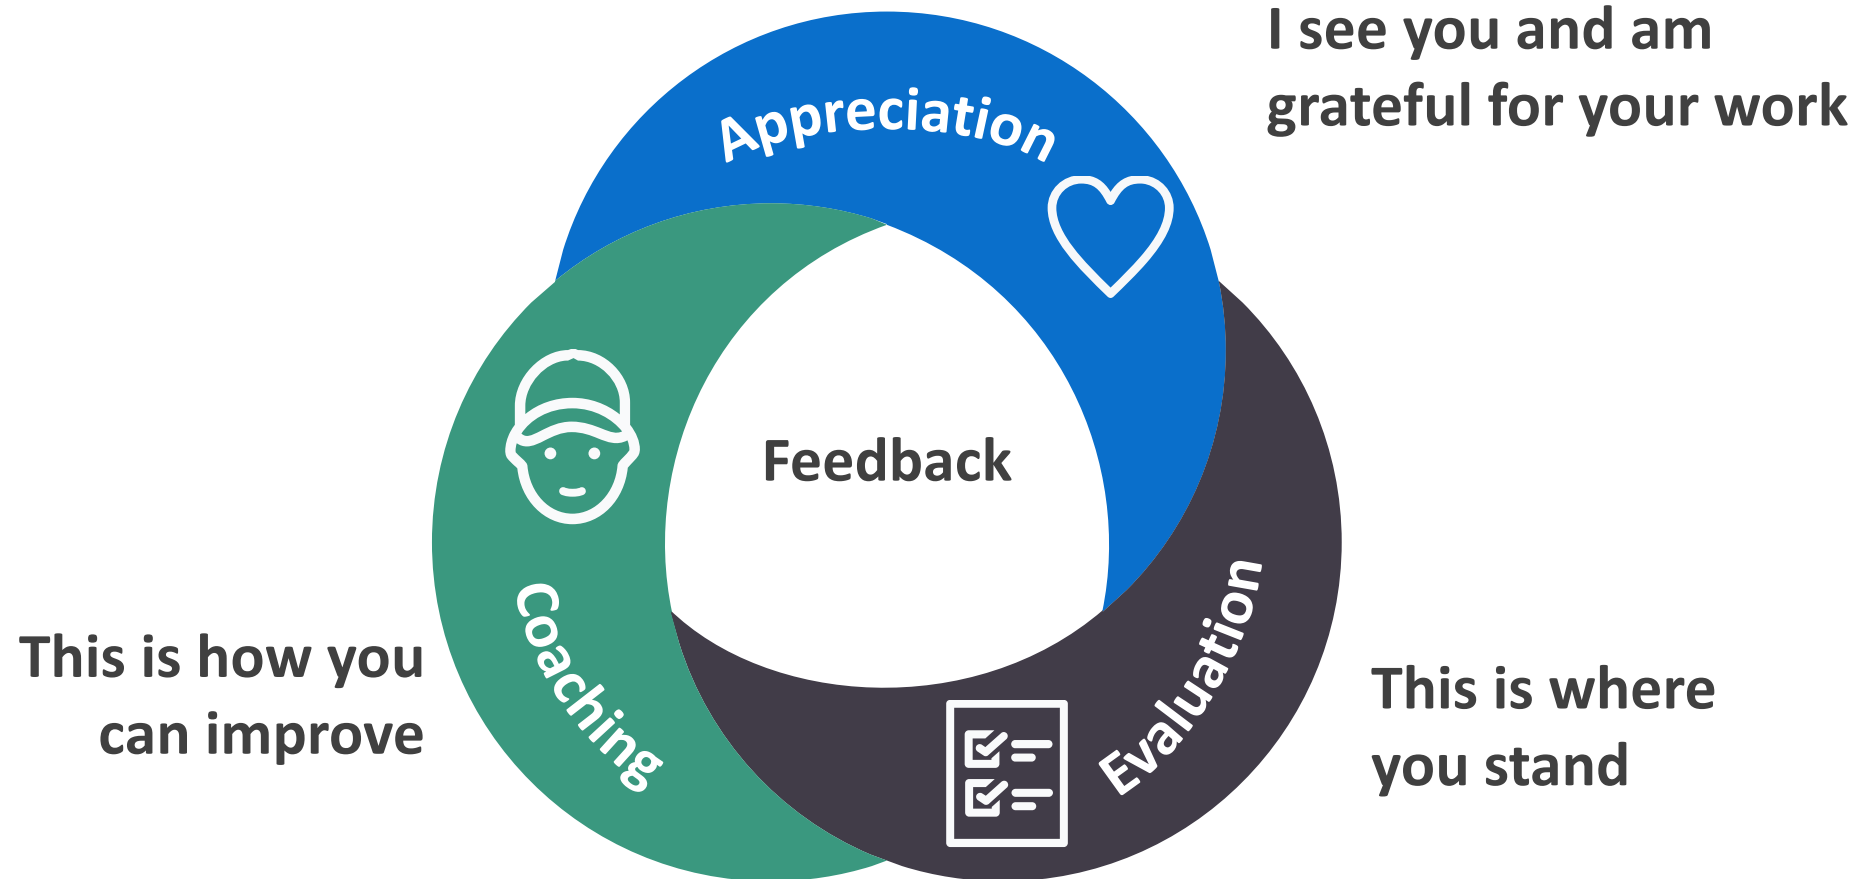 I see you and am
grateful for your work
Appreciation
Feedback
Coaching
Evaluation
This is how you
can improve
This is where
you stand